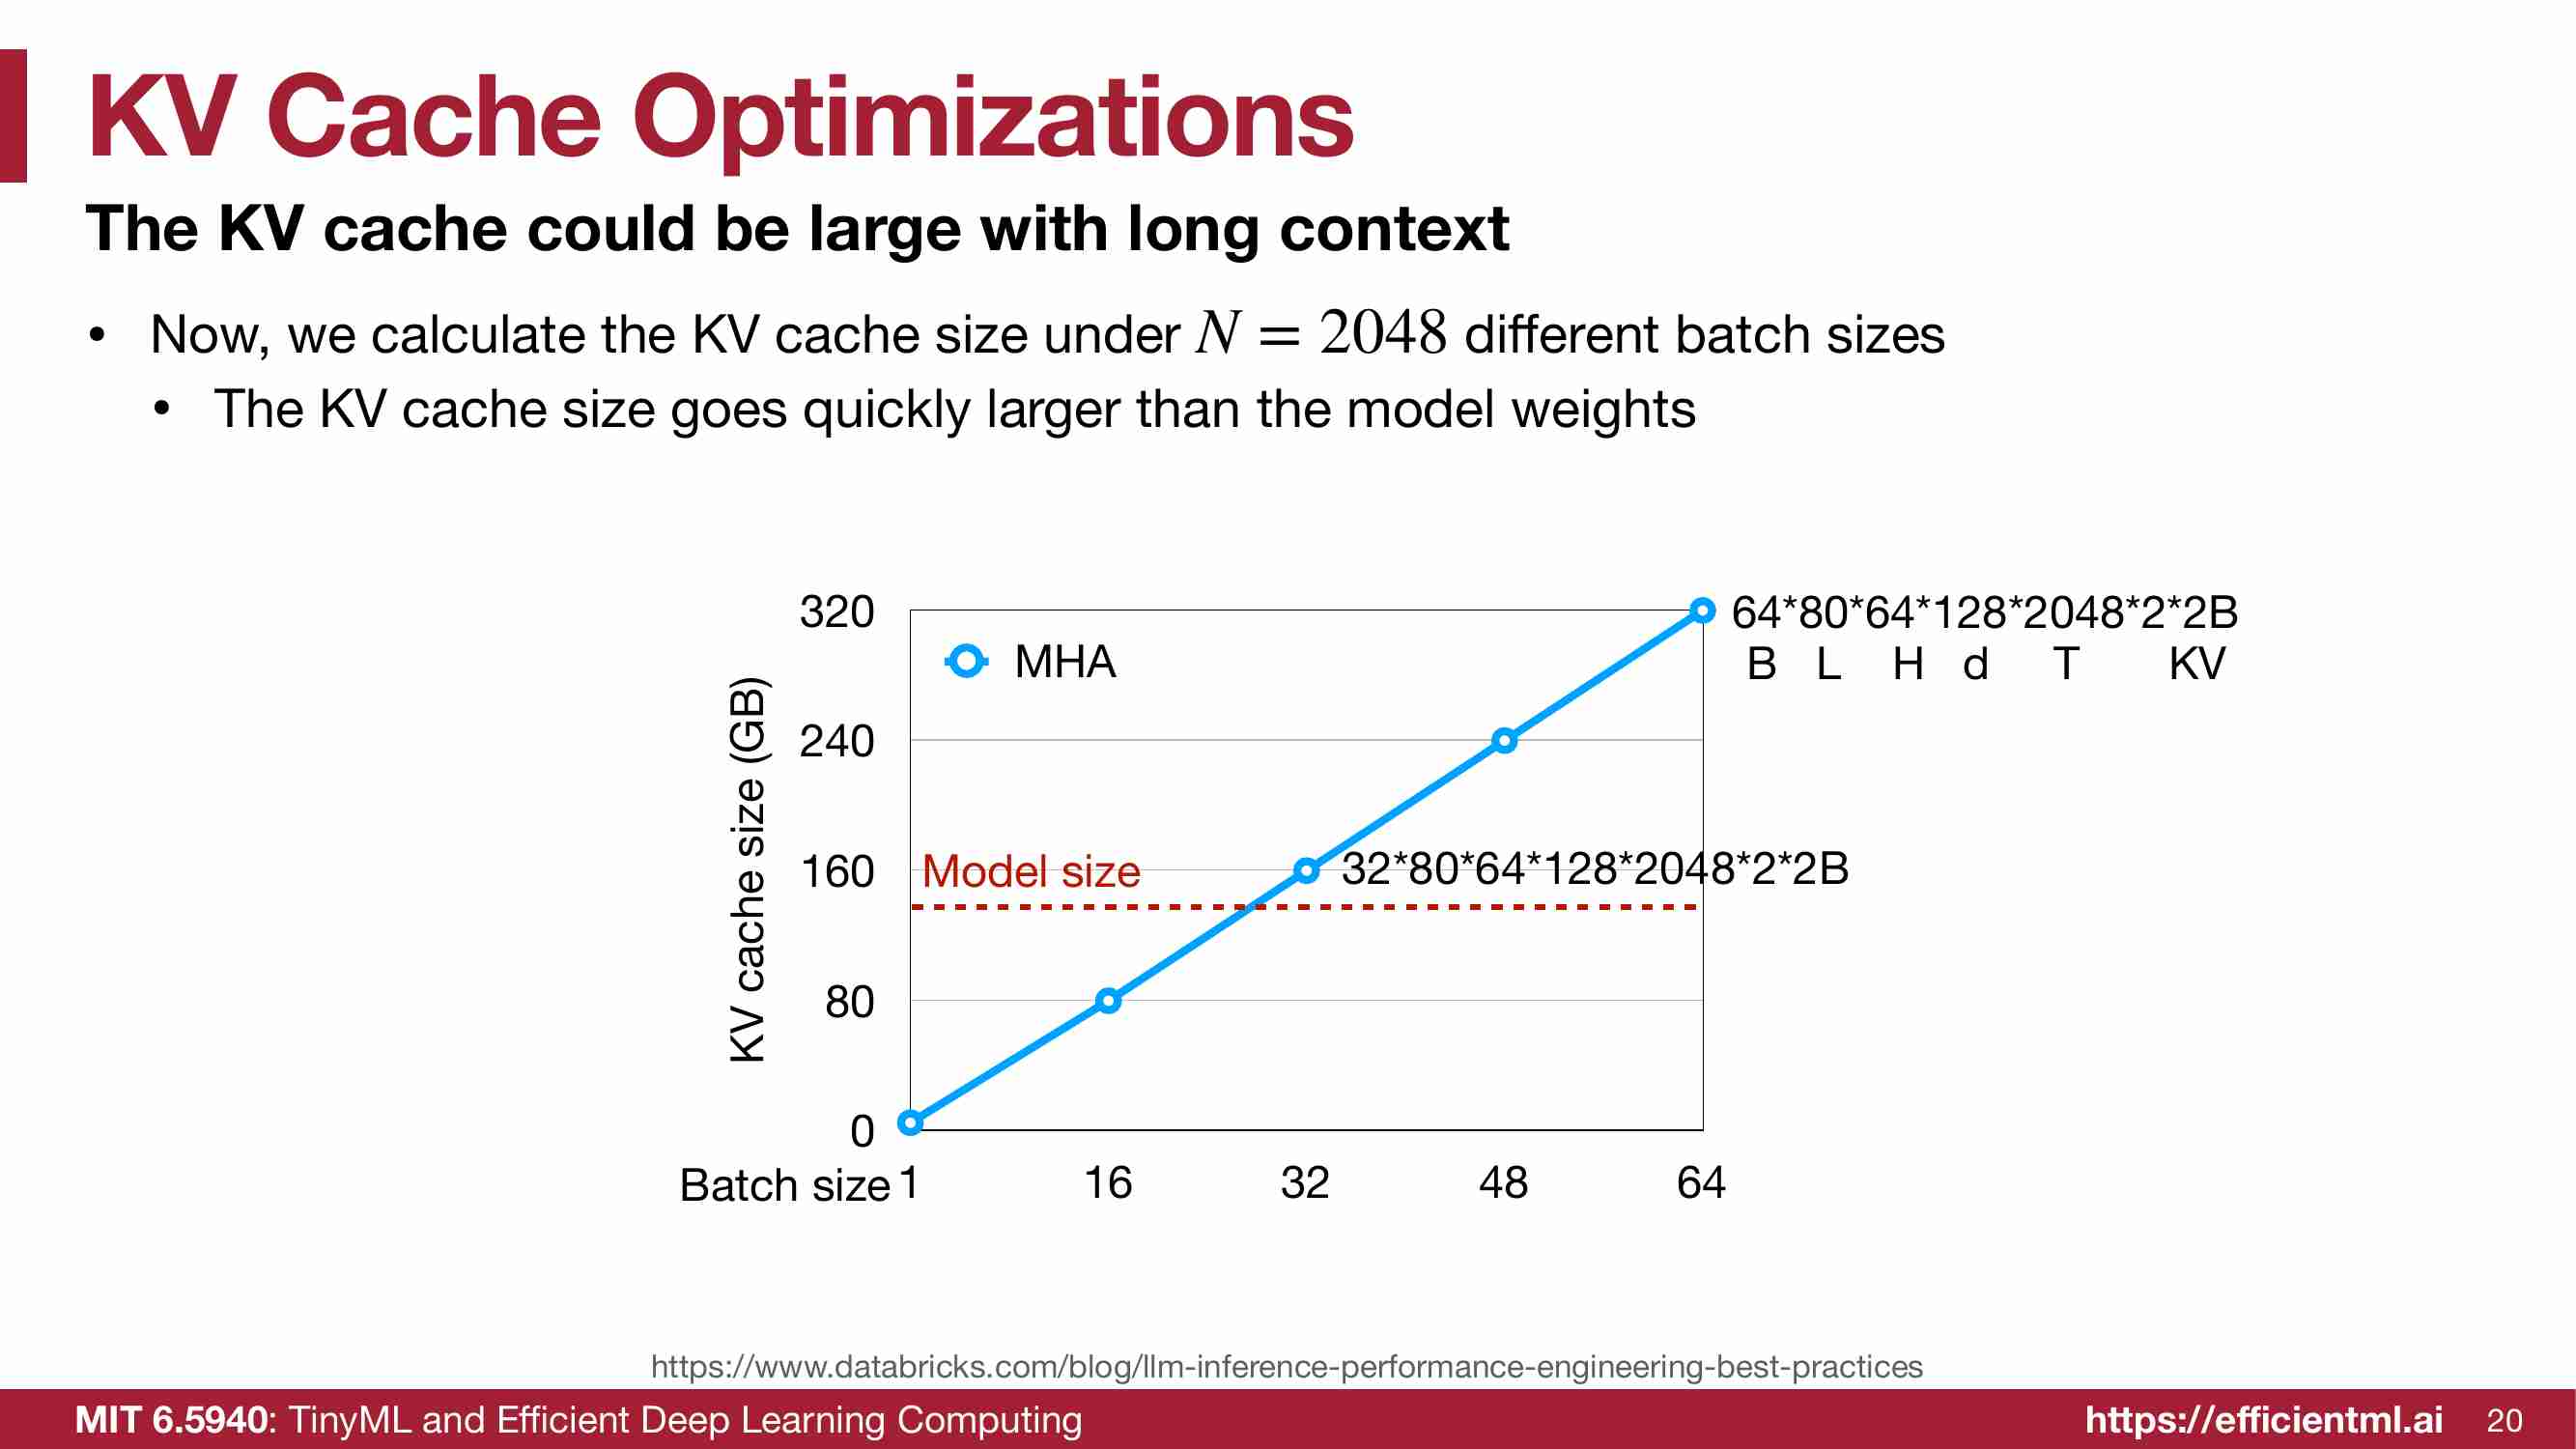 KV Cache Optimizations
The KV cache could be large with long context
• Now, we calculate the KV cache size under N = 2048 different batch sizes
• The KV cache size goes quickly larger than the model weights
320
64*80*64*128*2048*2*2B
MHA
B L H d T KV
240
KV cache size (GB)
160
Model size
32*80*64*128*2048*2*2B
80
0
Batch size 1 16 32 48 64
https://www.databricks.com/blog/llm-inference-performance-engineering-best-practices
MIT 6.5940: TinyML and Efficient Deep Learning Computing
https://efficientml.ai 20